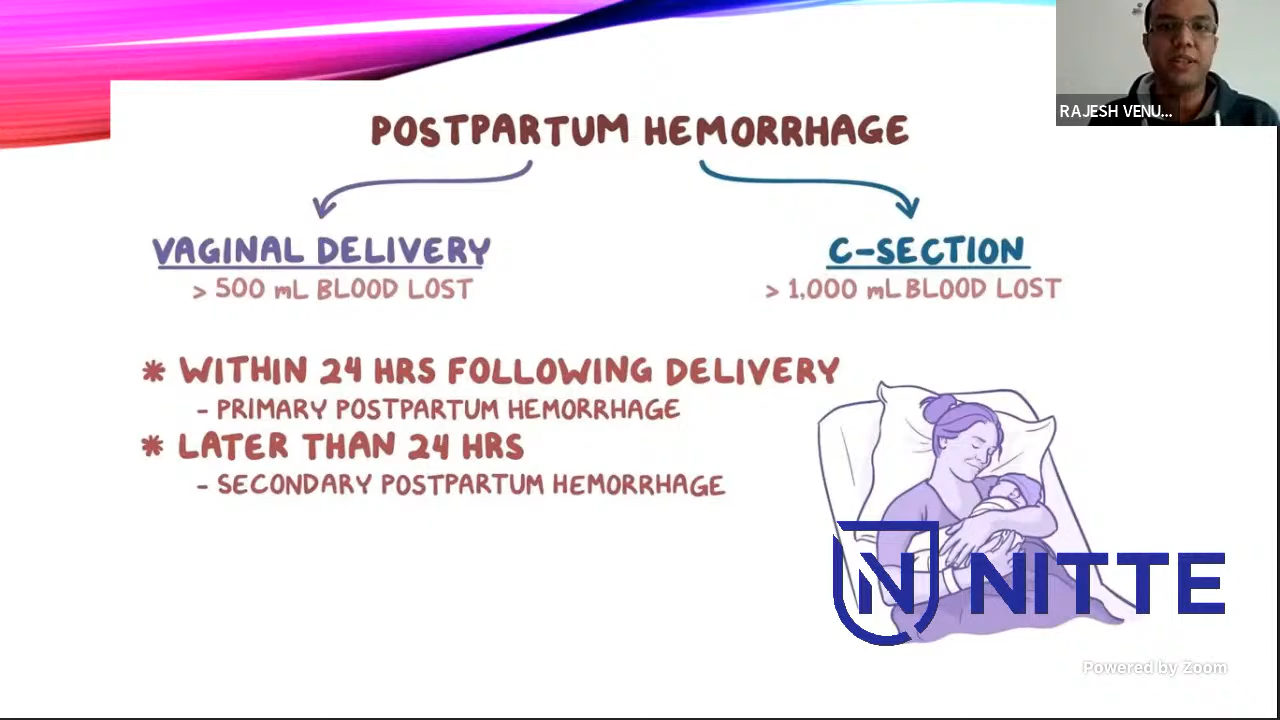 RAJESH VENU...
POSTPARTUM HEMORRHAGE
VAGINAL DELIVERY
> 500 mL BLOOD LOST
C-SECTION
> 1,000 mL BLOOD LOST
* WITHIN 24 HRS FOLLOWING DELIVERY
- PRIMARY POSTPARTUM HEMORRHAGE
* LATER THAN 24 HRS
- SECONDARY POSTPARTUM HEMORRHAGE
N NITTE
Powered by Zoom